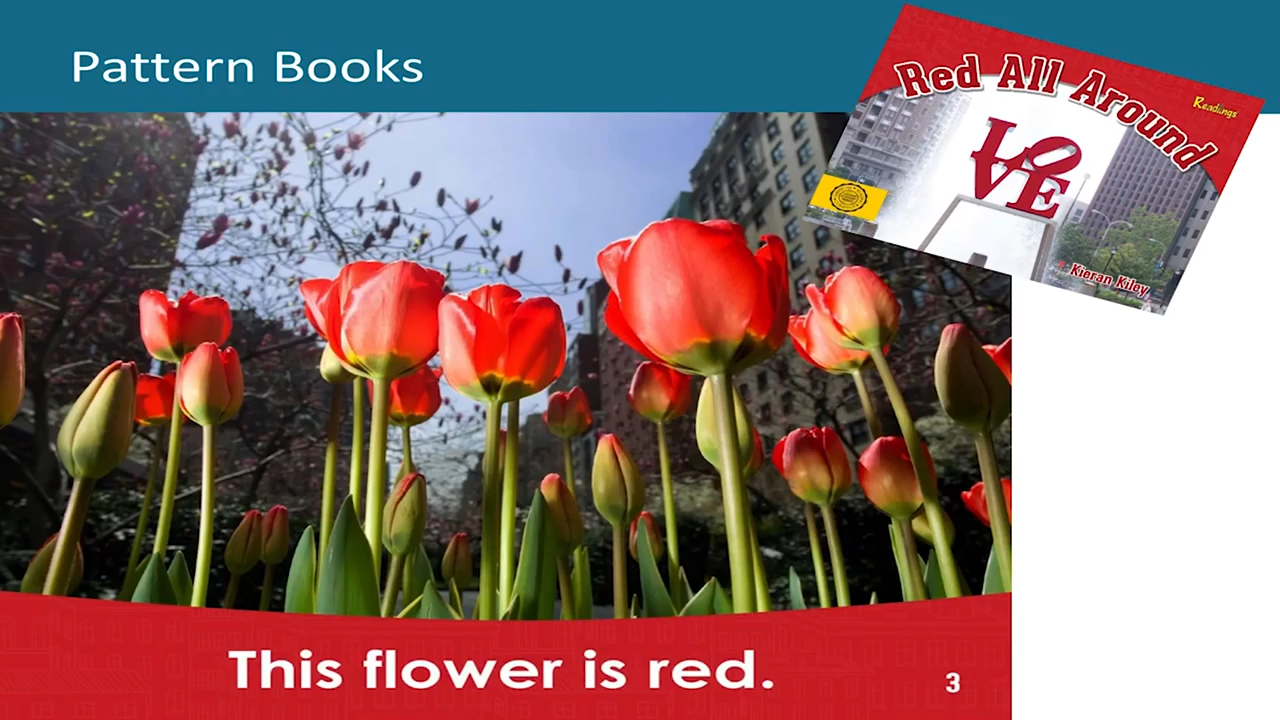 Pattern Books
Red All Around
Readings
LOVE
Kieran Kiley
This flower is red.
3